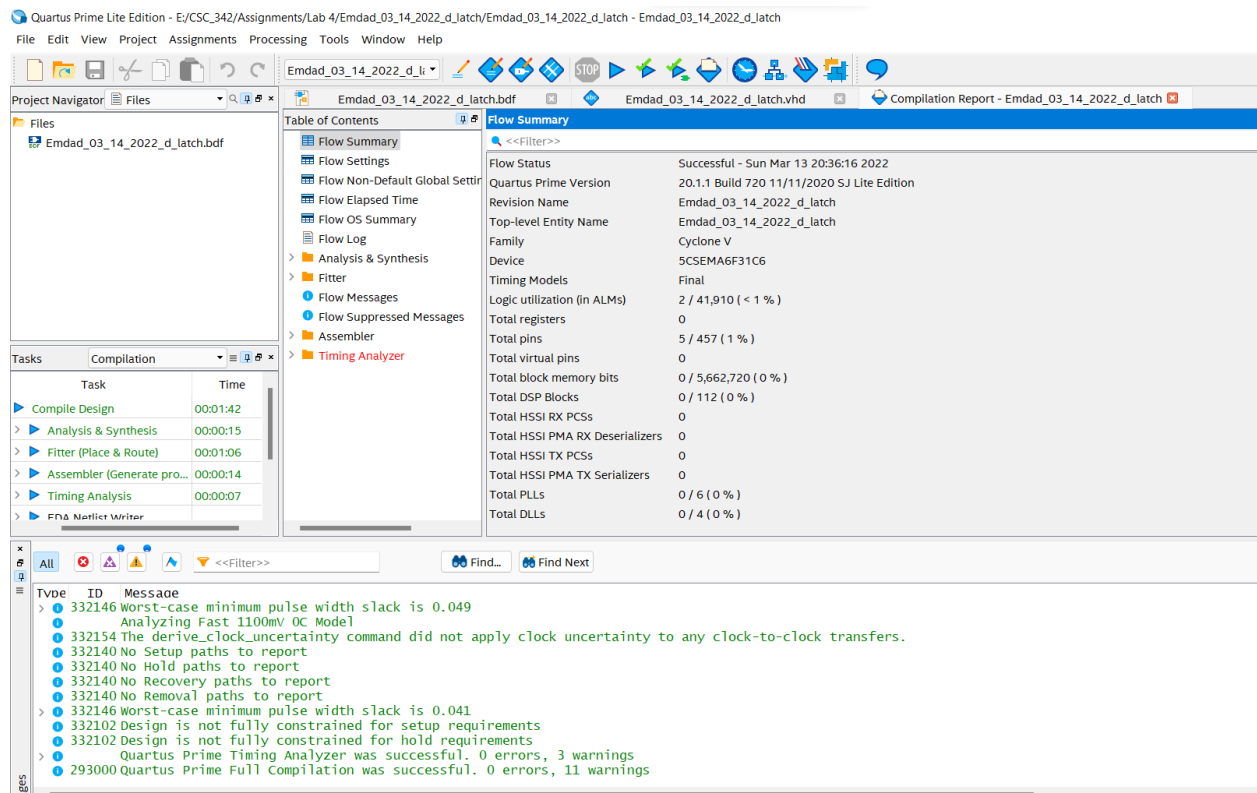 Quartus Prime Lite Edition - E:/CSC_342/Assignments/Lab 4/Emdad_03_14_2022_d_latch/Emdad_03_14_2022_d_latch - Emdad_03_14_2022_d_latch
File Edit View Project Assignments Processing Tools Window Help
Emdad_03_14_2022_d_l
STOP
Project Navigator Files
Files
Emdad_03_14_2022_d_latch.bdf
Tasks Compilation
Task Time
Compile Design 00:01:42
Analysis & Synthesis 00:00:15
Fitter (Place & Route) 00:01:06
Assembler (Generate pro... 00:00:14
Timing Analysis 00:00:07
EDA Netlist Writer
Emdad_03_14_2022_d_latch.bdf
abc
Emdad_03_14_2022_d_latch.vhd
Compilation Report - Emdad_03_14_2022_d_latch
Table of Contents
Flow Summary
Flow Settings
Flow Non-Default Global Settin
Flow Elapsed Time
Flow OS Summary
Flow Log
Analysis & Synthesis
Fitter
Flow Messages
Flow Suppressed Messages
Assembler
Timing Analyzer
Flow Summary
<<Filter>>
Flow Status Successful - Sun Mar 13 20:36:16 2022
Quartus Prime Version 20.1.1 Build 720 11/11/2020 SJ Lite Edition
Revision Name Emdad_03_14_2022_d_latch
Top-level Entity Name Emdad_03_14_2022_d_latch
Family Cyclone V
Device 5CSEMA6F31C6
Timing Models Final
Logic utilization (in ALMs) 2 / 41,910 ( < 1 % )
Total registers 0
Total pins 5 / 457 ( 1 % )
Total virtual pins 0
Total block memory bits 0 / 5,662,720 ( 0 % )
Total DSP Blocks 0 / 112 ( 0 % )
Total HSSI RX PCSs 0
Total HSSI PMA RX Deserializers 0
Total HSSI TX PCSs 0
Total HSSI PMA TX Serializers 0
Total PLLs 0 / 6 ( 0 % )
Total DLLs 0 / 4 ( 0 % )
All <<Filter>> Find... Find Next
Type ID Message
332146 Worst-case minimum pulse width slack is 0.049
Analyzing Fast 1100mV 0C Model
332154 The derive_clock_uncertainty command did not apply clock uncertainty to any clock-to-clock transfers.
332140 No Setup paths to report
332140 No Hold paths to report
332140 No Recovery paths to report
332140 No Removal paths to report
332146 Worst-case minimum pulse width slack is 0.041
332102 Design is not fully constrained for setup requirements
332102 Design is not fully constrained for hold requirements
Quartus Prime Timing Analyzer was successful. 0 errors, 3 warnings
293000 Quartus Prime Full Compilation was successful. 0 errors, 11 warnings